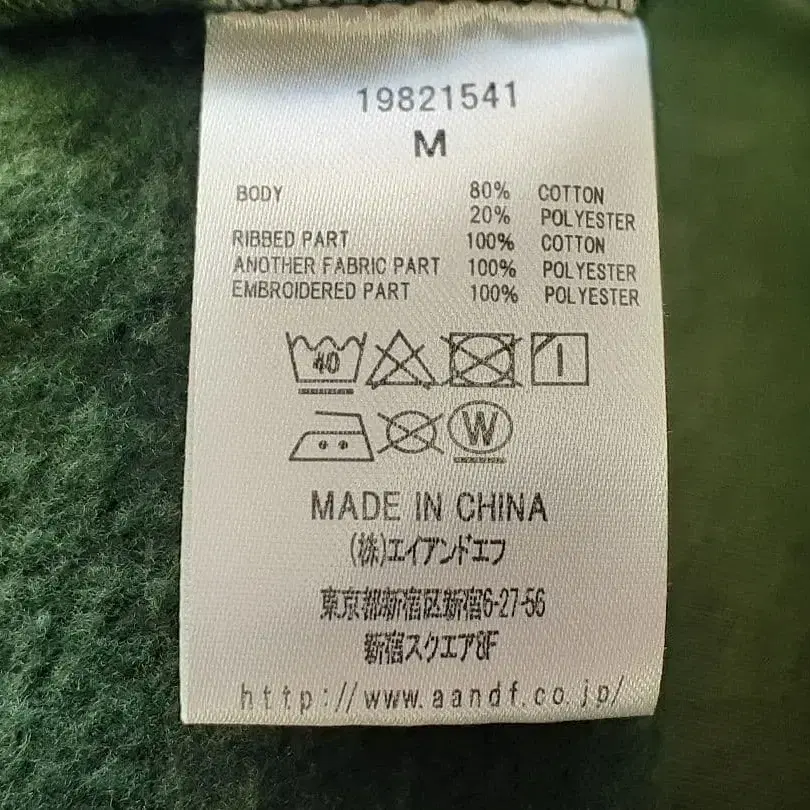 19821541
M
BODY 80% COTTON
20% POLYESTER
RIBBED PART 100% COTTON
ANOTHER FABRIC PART 100% POLYESTER
EMBROIDERED PART 100% POLYESTER
40
W
MADE IN CHINA
(株)エイアンドエフ
東京都新宿区新宿6-27-56
新宿スクエア8F
http://www.aandf.co.jp/